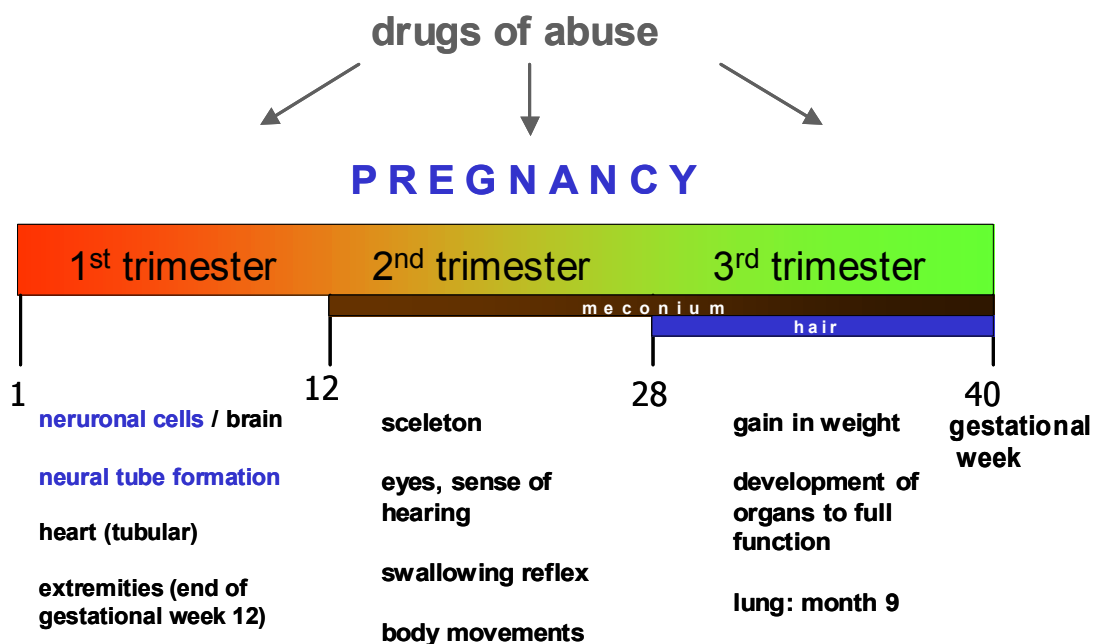 drugs of abuse
PREGNANCY
1st trimester
2nd trimester
3rd trimester
meconium
hair
1
12
28
40
gestational
week
neruronal cells / brain
neural tube formation
heart (tubular)
extremities (end of
gestational week 12)
sceleton
eyes, sense of
hearing
swallowing reflex
body movements
gain in weight
development of
organs to full
function
lung: month 9